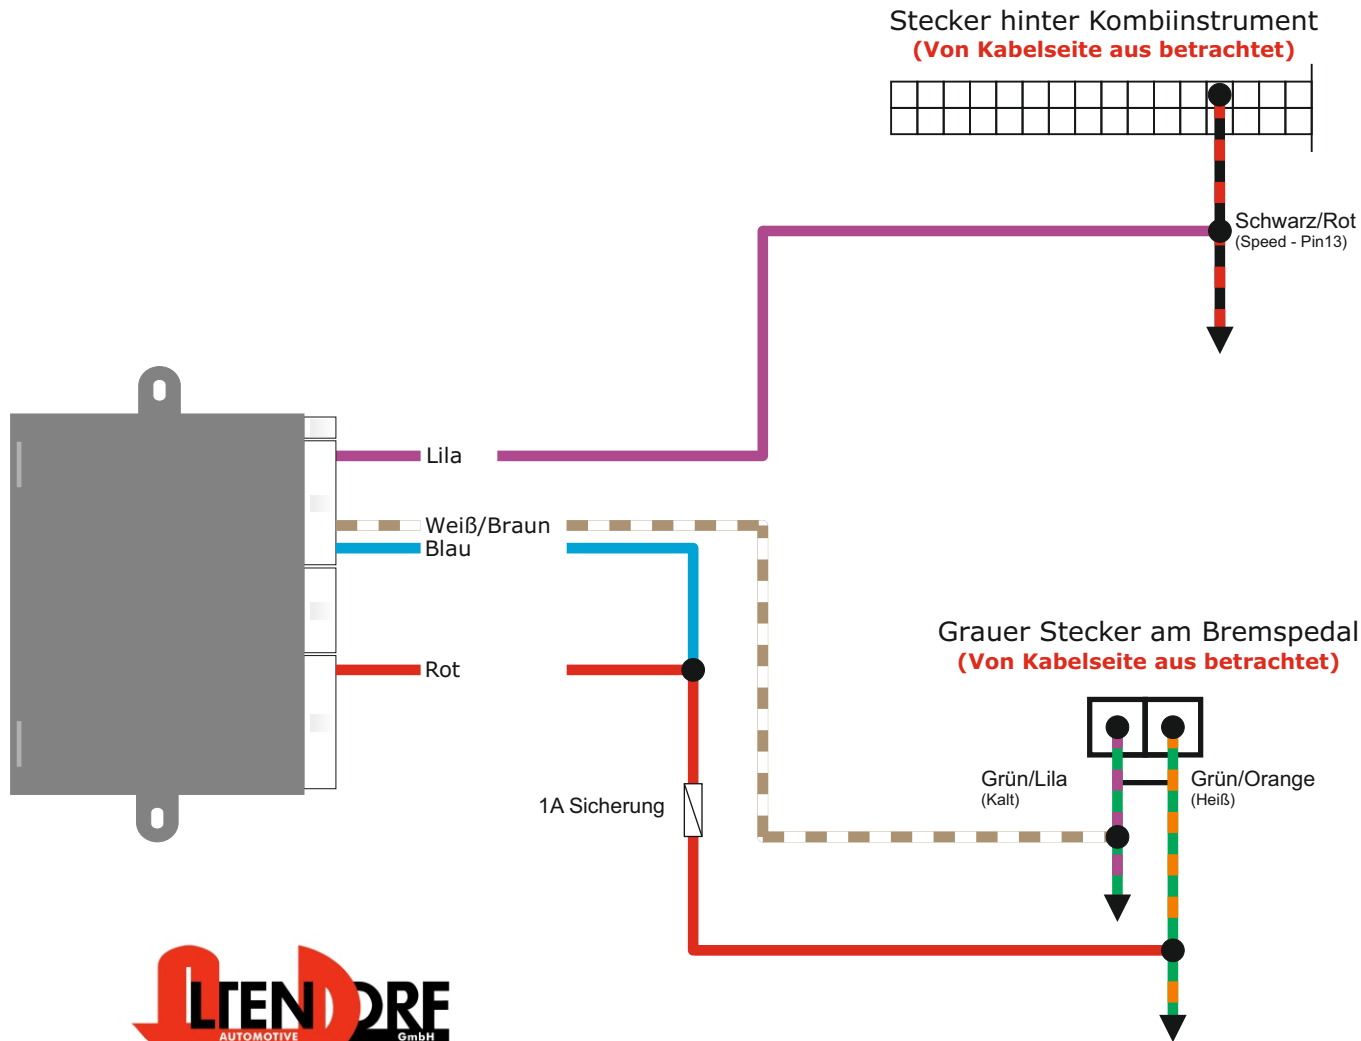 Stecker hinter Kombiinstrument
(Von Kabelseite aus betrachtet)
Schwarz/Rot
(Speed - Pin13)
Lila
Weiß/Braun
Blau
Rot
Grauer Stecker am Bremspedal
(Von Kabelseite aus betrachtet)
Grün/Lila
(Kalt)
Grün/Orange
(Heiß)
1A Sicherung
ALTENDORF
AUTOMOTIVE GmbH